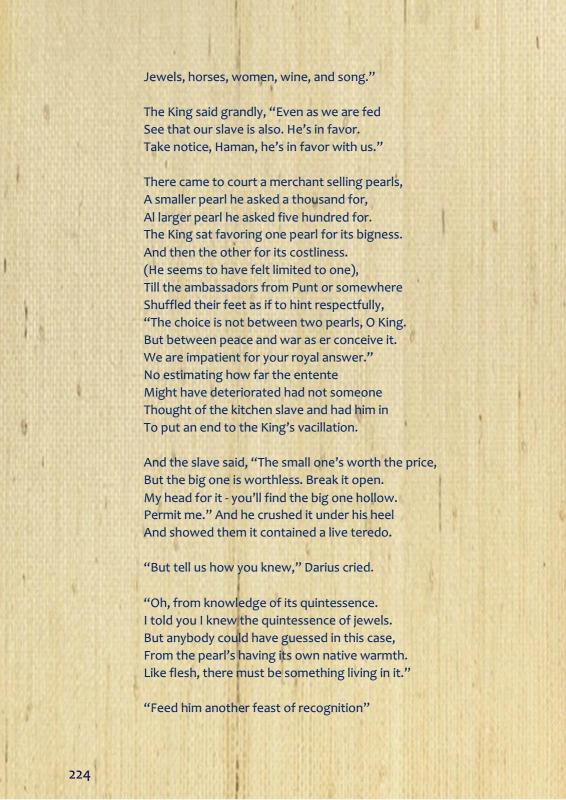 Jewels, horses, women, wine, and song.”
The King said grandly, “Even as we are fed
See that our slave is also. He’s in favor.
Take notice, Haman, he’s in favor with us.”
There came to court a merchant selling pearls,
A smaller pearl he asked a thousand for,
Al larger pearl he asked five hundred for.
The King sat favoring one pearl for its bigness.
And then the other for its costliness.
(He seems to have felt limited to one),
Till the ambassadors from Punt or somewhere
Shuffled their feet as if to hint respectfully,
“The choice is not between two pearls, O King.
But between peace and war as er conceive it.
We are impatient for your royal answer.”
No estimating how far the entente
Might have deteriorated had not someone
Thought of the kitchen slave and had him in
To put an end to the King’s vacillation.
And the slave said, “The small one’s worth the price,
But the big one is worthless. Break it open.
My head for it - you’ll find the big one hollow.
Permit me.” And he crushed it under his heel
And showed them it contained a live teredo.
“But tell us how you knew,” Darius cried.
“Oh, from knowledge of its quintessence.
I told you I knew the quintessence of jewels.
But anybody could have guessed in this case,
From the pearl’s having its own native warmth.
Like flesh, there must be something living in it.”
“Feed him another feast of recognition”
224